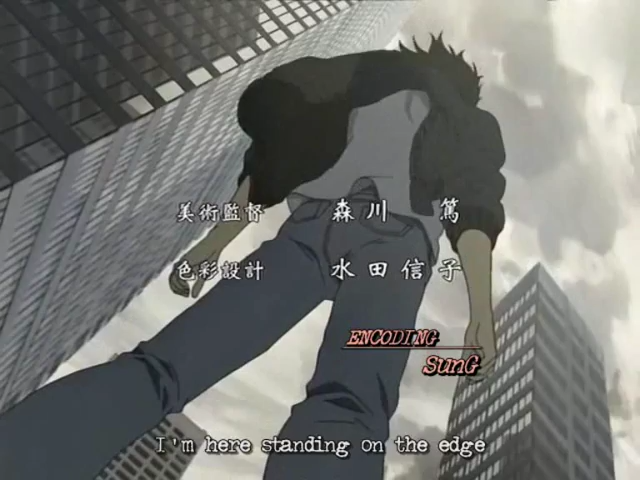 美術監督 森川 篤
色彩設計 水田信子
ENCODING
SunG
I'm here standing on the edge